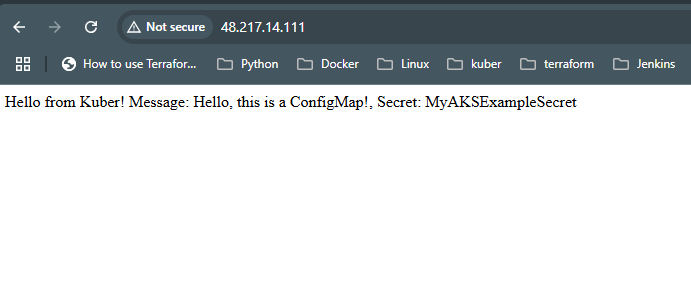 Not secure 48.217.14.111
How to use Terrafor... Python Docker Linux kuber terraform Jenkins
Hello from Kuber! Message: Hello, this is a ConfigMap!, Secret: MyAKSExampleSecret